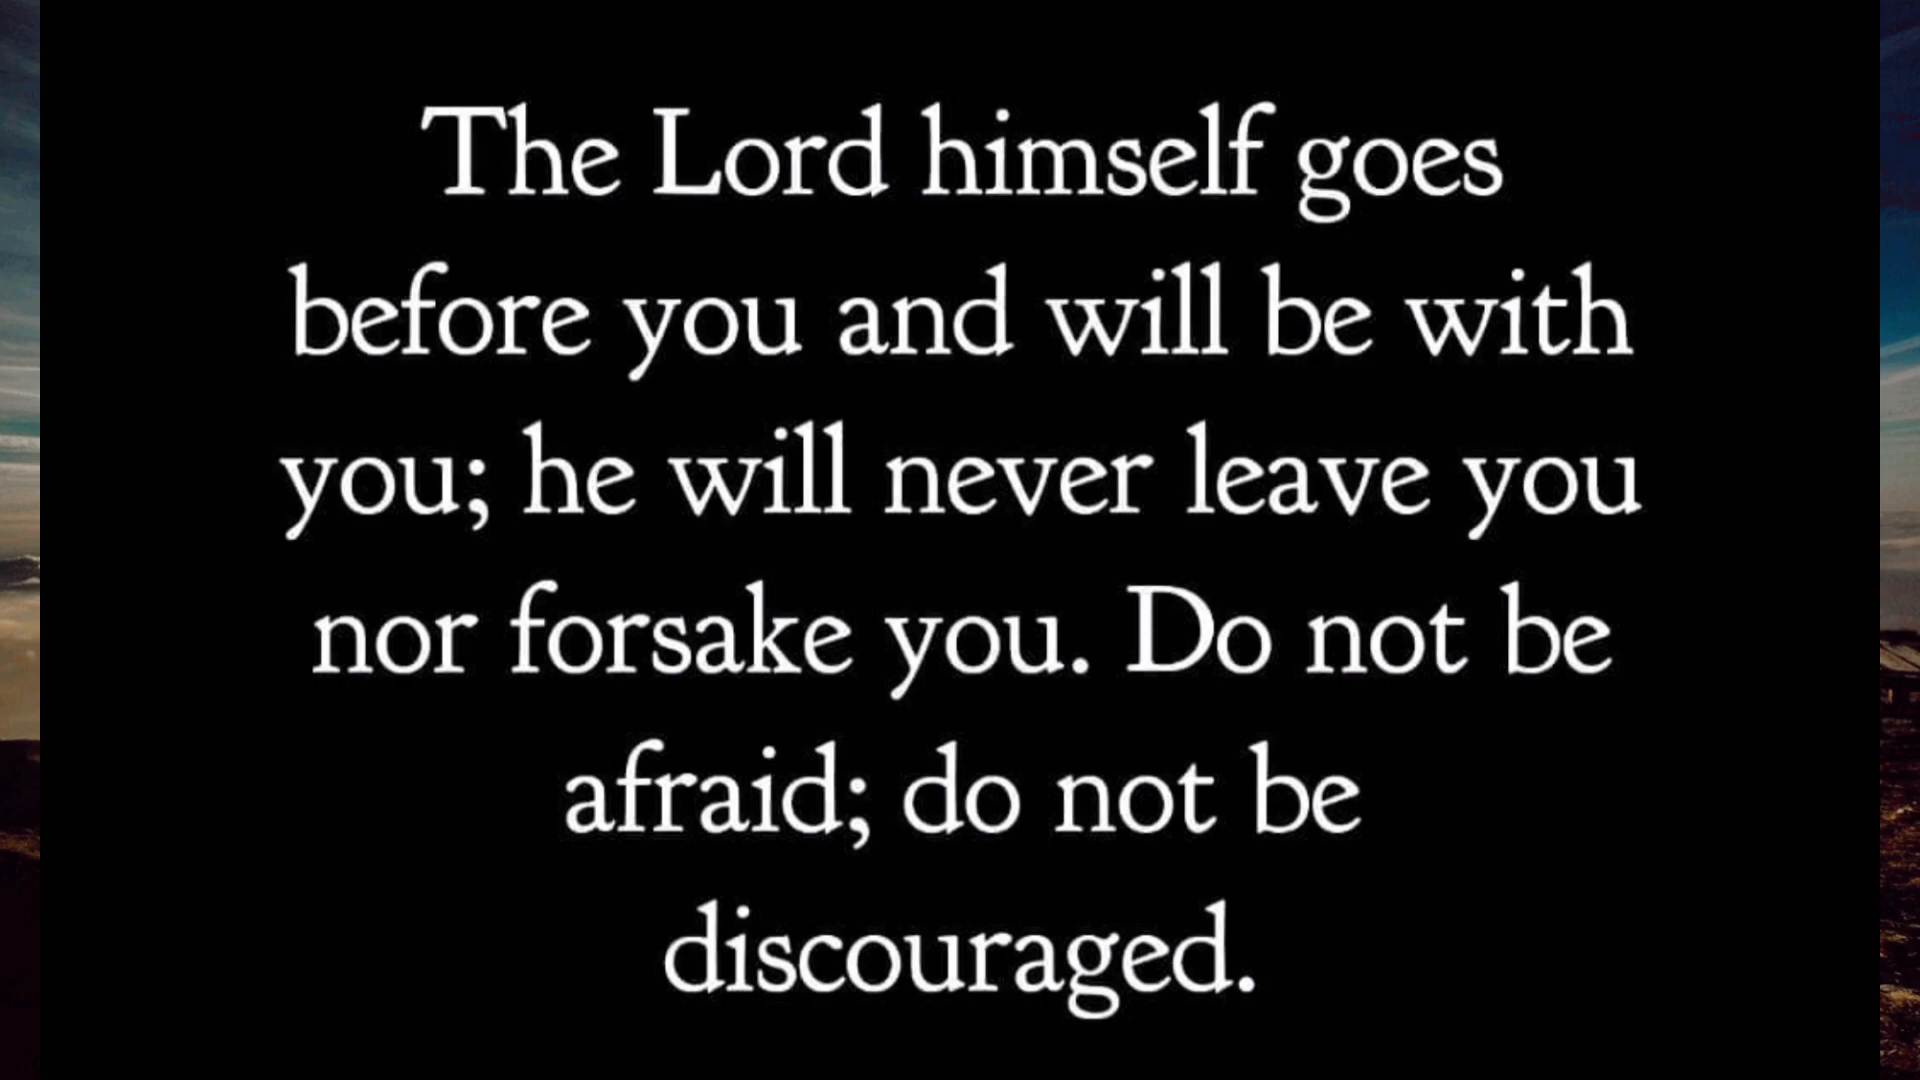 The Lord himself goes
before you and will be with
you; he will never leave you
nor forsake you. Do not be
afraid; do not be
discouraged.